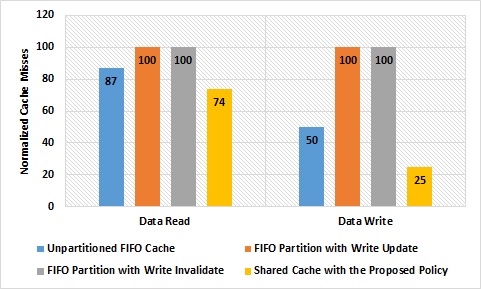 Normalized Cache Misses
120
100
80
60
40
20
0
87
100
100
74
50
100
100
25
Data Read
Data Write
Unpartitioned FIFO Cache
FIFO Partition with Write Update
FIFO Partition with Write Invalidate
Shared Cache with the Proposed Policy